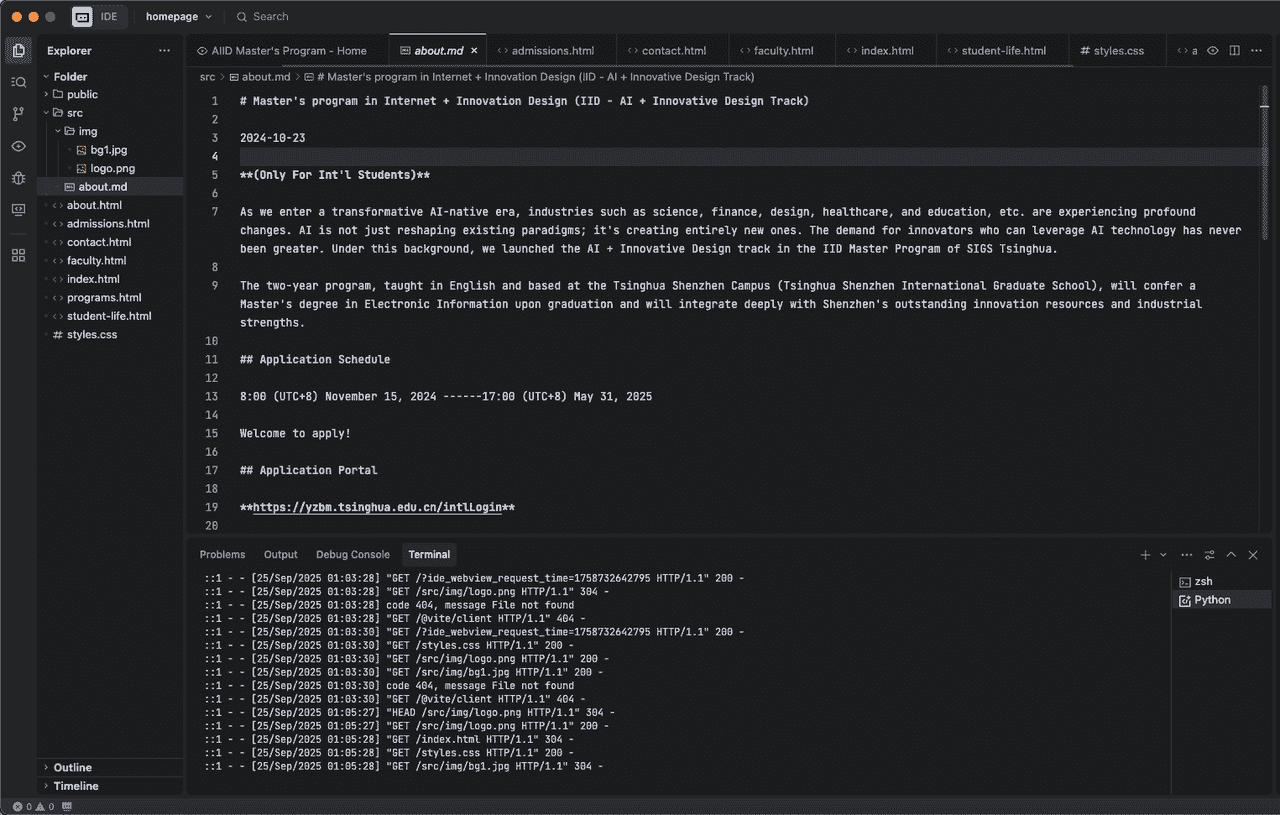 IDE
homepage
Search
Explorer
AIID Master's Program - Home
about.md
admissions.html
contact.html
faculty.html
index.html
student-life.html
# styles.css
a
src > about.md > # Master's program in Internet + Innovation Design (IID - AI + Innovative Design Track)
Folder
public
src
img
bg1.jpg
logo.png
about.md
about.html
admissions.html
contact.html
faculty.html
index.html
programs.html
student-life.html
# styles.css
Outline
Timeline
1 # Master's program in Internet + Innovation Design (IID - AI + Innovative Design Track)
2
3 2024-10-23
4
5 **(Only For Int'l Students)**
6
7 As we enter a transformative AI-native era, industries such as science, finance, design, healthcare, and education, etc. are experiencing profound
changes. AI is not just reshaping existing paradigms; it's creating entirely new ones. The demand for innovators who can leverage AI technology has never
been greater. Under this background, we launched the AI + Innovative Design track in the IID Master Program of SIGS Tsinghua.
8
9 The two-year program, taught in English and based at the Tsinghua Shenzhen Campus (Tsinghua Shenzhen International Graduate School), will confer a
Master's degree in Electronic Information upon graduation and will integrate deeply with Shenzhen's outstanding innovation resources and industrial
strengths.
10
11 ## Application Schedule
12
13 8:00 (UTC+8) November 15, 2024 ------17:00 (UTC+8) May 31, 2025
14
15 Welcome to apply!
16
17 ## Application Portal
18
19 **https://yzbm.tsinghua.edu.cn/intlLogin**
20
Problems
Output
Debug Console
Terminal
::1 - - [25/Sep/2025 01:03:28] "GET /?ide_webview_request_time=1758732642795 HTTP/1.1" 200 -
::1 - - [25/Sep/2025 01:03:28] "GET /src/img/logo.png HTTP/1.1" 304 -
::1 - - [25/Sep/2025 01:03:28] code 404, message File not found
::1 - - [25/Sep/2025 01:03:28] "GET /@vite/client HTTP/1.1" 404 -
::1 - - [25/Sep/2025 01:03:30] "GET /?ide_webview_request_time=1758732642795 HTTP/1.1" 200 -
::1 - - [25/Sep/2025 01:03:30] "GET /styles.css HTTP/1.1" 200 -
::1 - - [25/Sep/2025 01:03:30] "GET /src/img/logo.png HTTP/1.1" 200 -
::1 - - [25/Sep/2025 01:03:30] "GET /src/img/bg1.jpg HTTP/1.1" 200 -
::1 - - [25/Sep/2025 01:03:30] code 404, message File not found
::1 - - [25/Sep/2025 01:03:30] "GET /@vite/client HTTP/1.1" 404 -
::1 - - [25/Sep/2025 01:05:27] "HEAD /src/img/logo.png HTTP/1.1" 304 -
::1 - - [25/Sep/2025 01:05:27] "GET /src/img/logo.png HTTP/1.1" 200 -
::1 - - [25/Sep/2025 01:05:28] "GET /index.html HTTP/1.1" 304 -
::1 - - [25/Sep/2025 01:05:28] "GET /styles.css HTTP/1.1" 200 -
::1 - - [25/Sep/2025 01:05:28] "GET /src/img/bg1.jpg HTTP/1.1" 304 -
zsh
Python
0 0